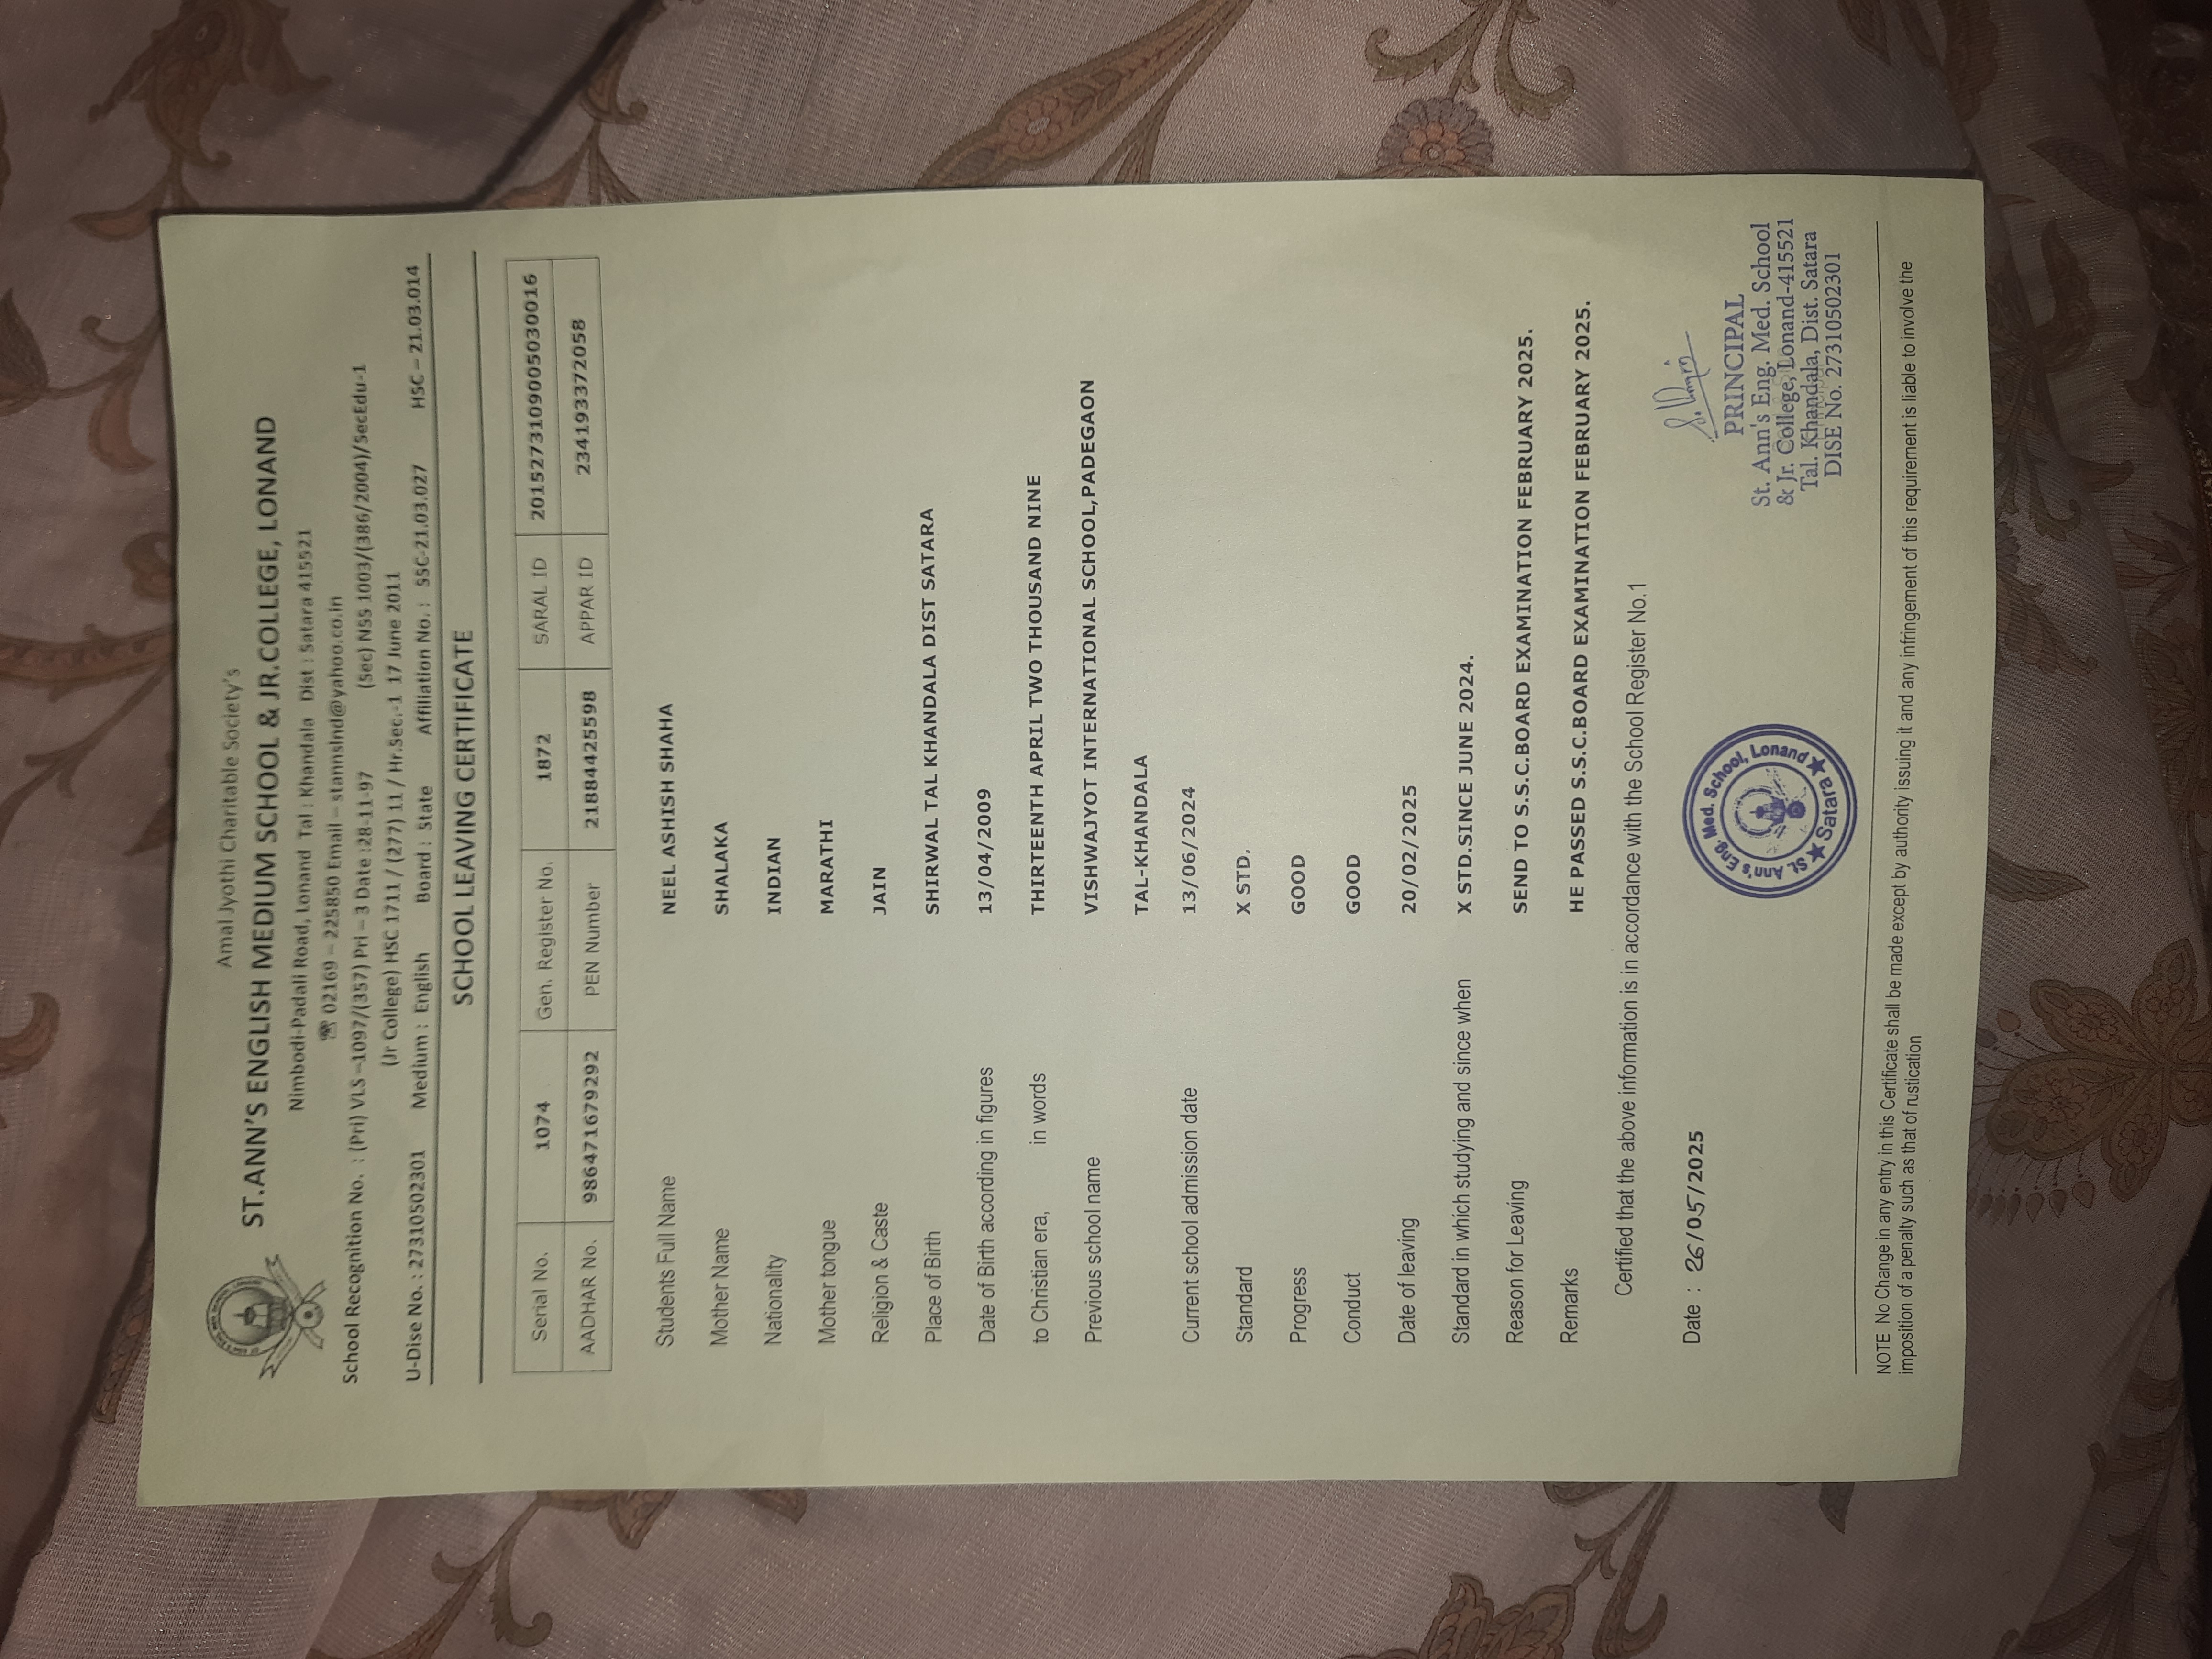 Amal Jyothi Charitable Society's
ST.ANN'S ENGLISH MEDIUM SCHOOL & JR.COLLEGE, LONAND
Nimbodi-Padali Road, Lonand Tal : Khandala Dist : Satara 415521
☏ 02169 – 225850 Email – stannslnd@yahoo.co.in
School Recognition No. : (Pri) VLS –1097/(357) Pri – 3 Date :28-11-97 (Sec) NSS 1003/(386/2004)/SecEdu-1
(Jr College) HSC 1711 / (277) 11 / Hr.Sec.-1 17 June 2011
U-Dise No. : 27310502301 Medium : English Board : State Affiliation No. : SSC-21.03.027 HSC – 21.03.014
SCHOOL LEAVING CERTIFICATE
Serial No. 1074 Gen. Register No. 1872 SARAL ID 2015273109005030016
AADHAR No. 986471679292 PEN Number 21884425598 APPAR ID 234193372058
Students Full Name NEEL ASHISH SHAHA
Mother Name SHALAKA
Nationality INDIAN
Mother tongue MARATHI
Religion & Caste JAIN
Place of Birth SHIRWAL TAL KHANDALA DIST SATARA
Date of Birth according in figures 13/04/2009
to Christian era, in words THIRTEENTH APRIL TWO THOUSAND NINE
Previous school name VISHWAJYOT INTERNATIONAL SCHOOL,PADEGAON
TAL-KHANDALA
Current school admission date 13/06/2024
Standard X STD.
Progress GOOD
Conduct GOOD
Date of leaving 20/02/2025
Standard in which studying and since when X STD.SINCE JUNE 2024.
Reason for Leaving SEND TO S.S.C.BOARD EXAMINATION FEBRUARY 2025.
Remarks HE PASSED S.S.C.BOARD EXAMINATION FEBRUARY 2025.
Certified that the above information is in accordance with the School Register No.1
Date : 26/05/2025
St. Ann's Eng. Med. School, Lonand
★ Satara ★
PRINCIPAL
St. Ann's Eng. Med. School
& Jr. College, Lonand-415521
Tal. Khandala, Dist. Satara
DISE No. 27310502301
NOTE No Change in any entry in this Certificate shall be made except by authority issuing it and any infringement of this requirement is liable to involve the
imposition of a penalty such as that of rustication